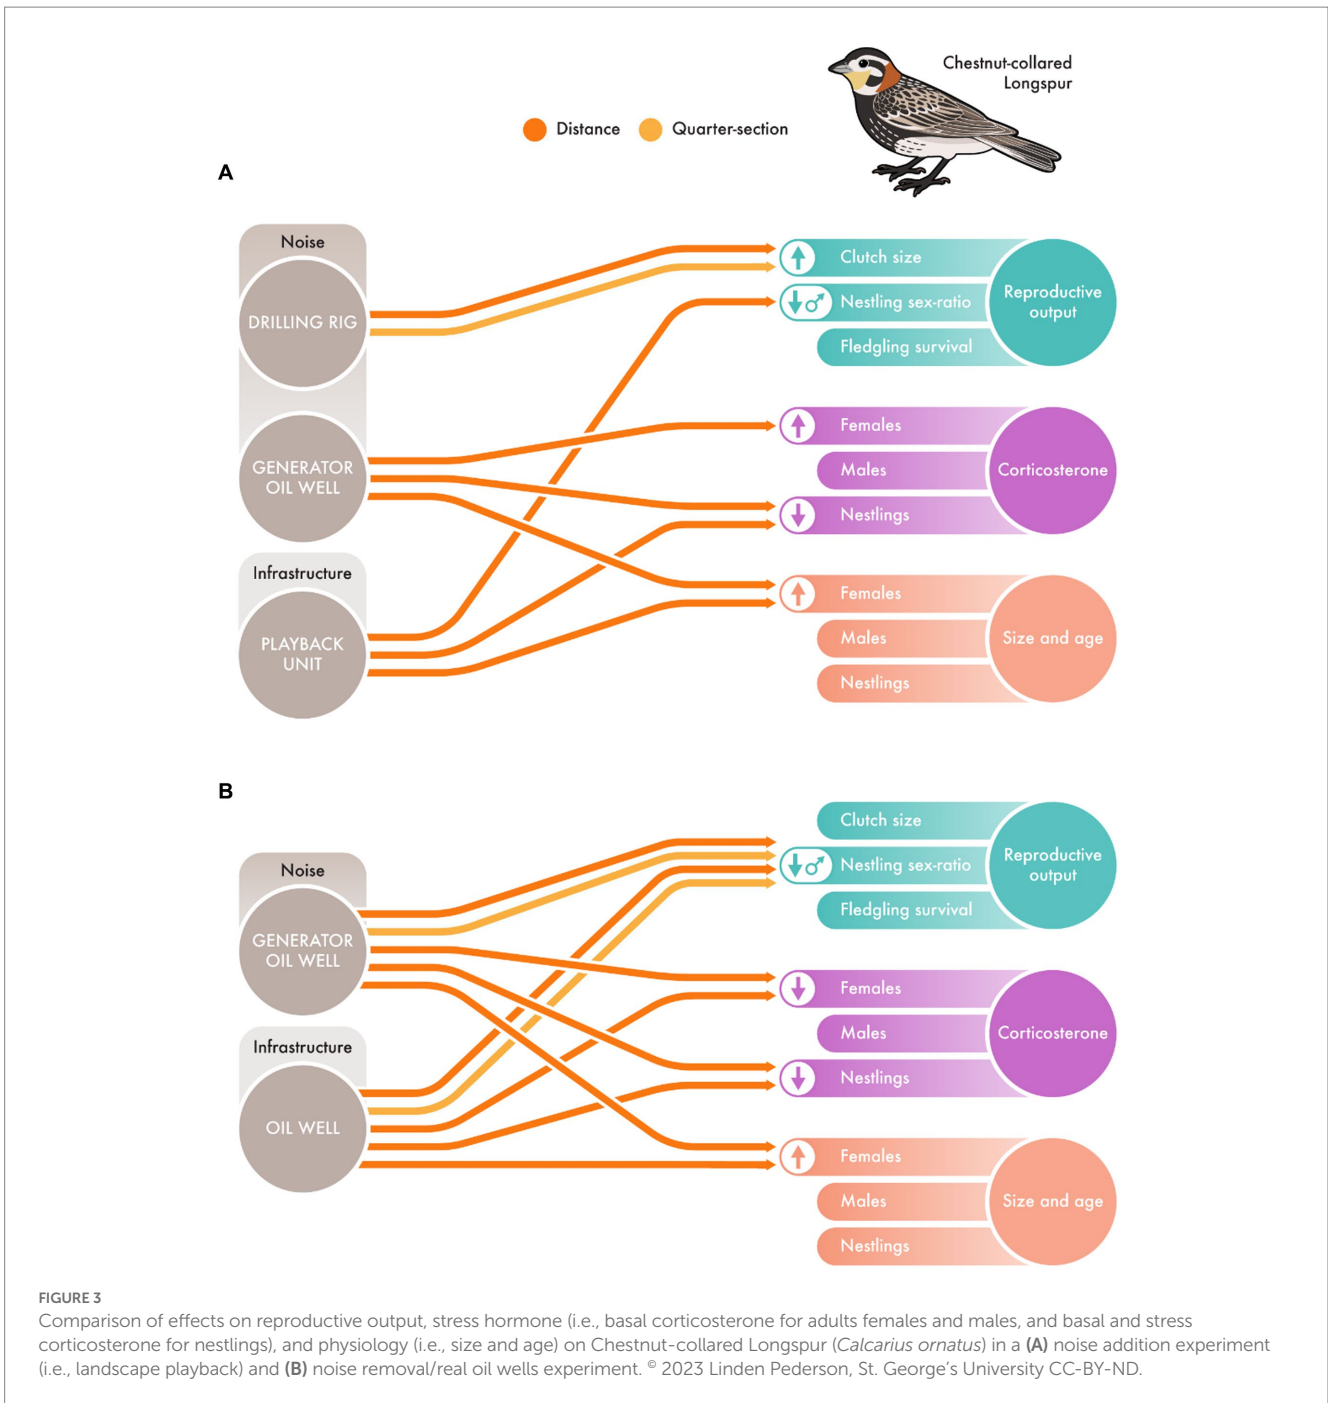 Chestnut-collared
Longspur
Distance
Quarter-section
A
Noise
DRILLING RIG
GENERATOR
OIL WELL
Infrastructure
PLAYBACK
UNIT
Clutch size
Nestling sex-ratio
Fledgling survival
Reproductive
output
Females
Males
Nestlings
Corticosterone
Females
Males
Nestlings
Size and age
B
Noise
GENERATOR
OIL WELL
Infrastructure
OIL WELL
Clutch size
Nestling sex-ratio
Fledgling survival
Reproductive
output
Females
Males
Nestlings
Corticosterone
Females
Males
Nestlings
Size and age
FIGURE 3
Comparison of effects on reproductive output, stress hormone (i.e., basal corticosterone for adults females and males, and basal and stress
corticosterone for nestlings), and physiology (i.e., size and age) on Chestnut-collared Longspur (Calcarius ornatus) in a (A) noise addition experiment
(i.e., landscape playback) and (B) noise removal/real oil wells experiment. © 2023 Linden Pederson, St. George's University CC-BY-ND.